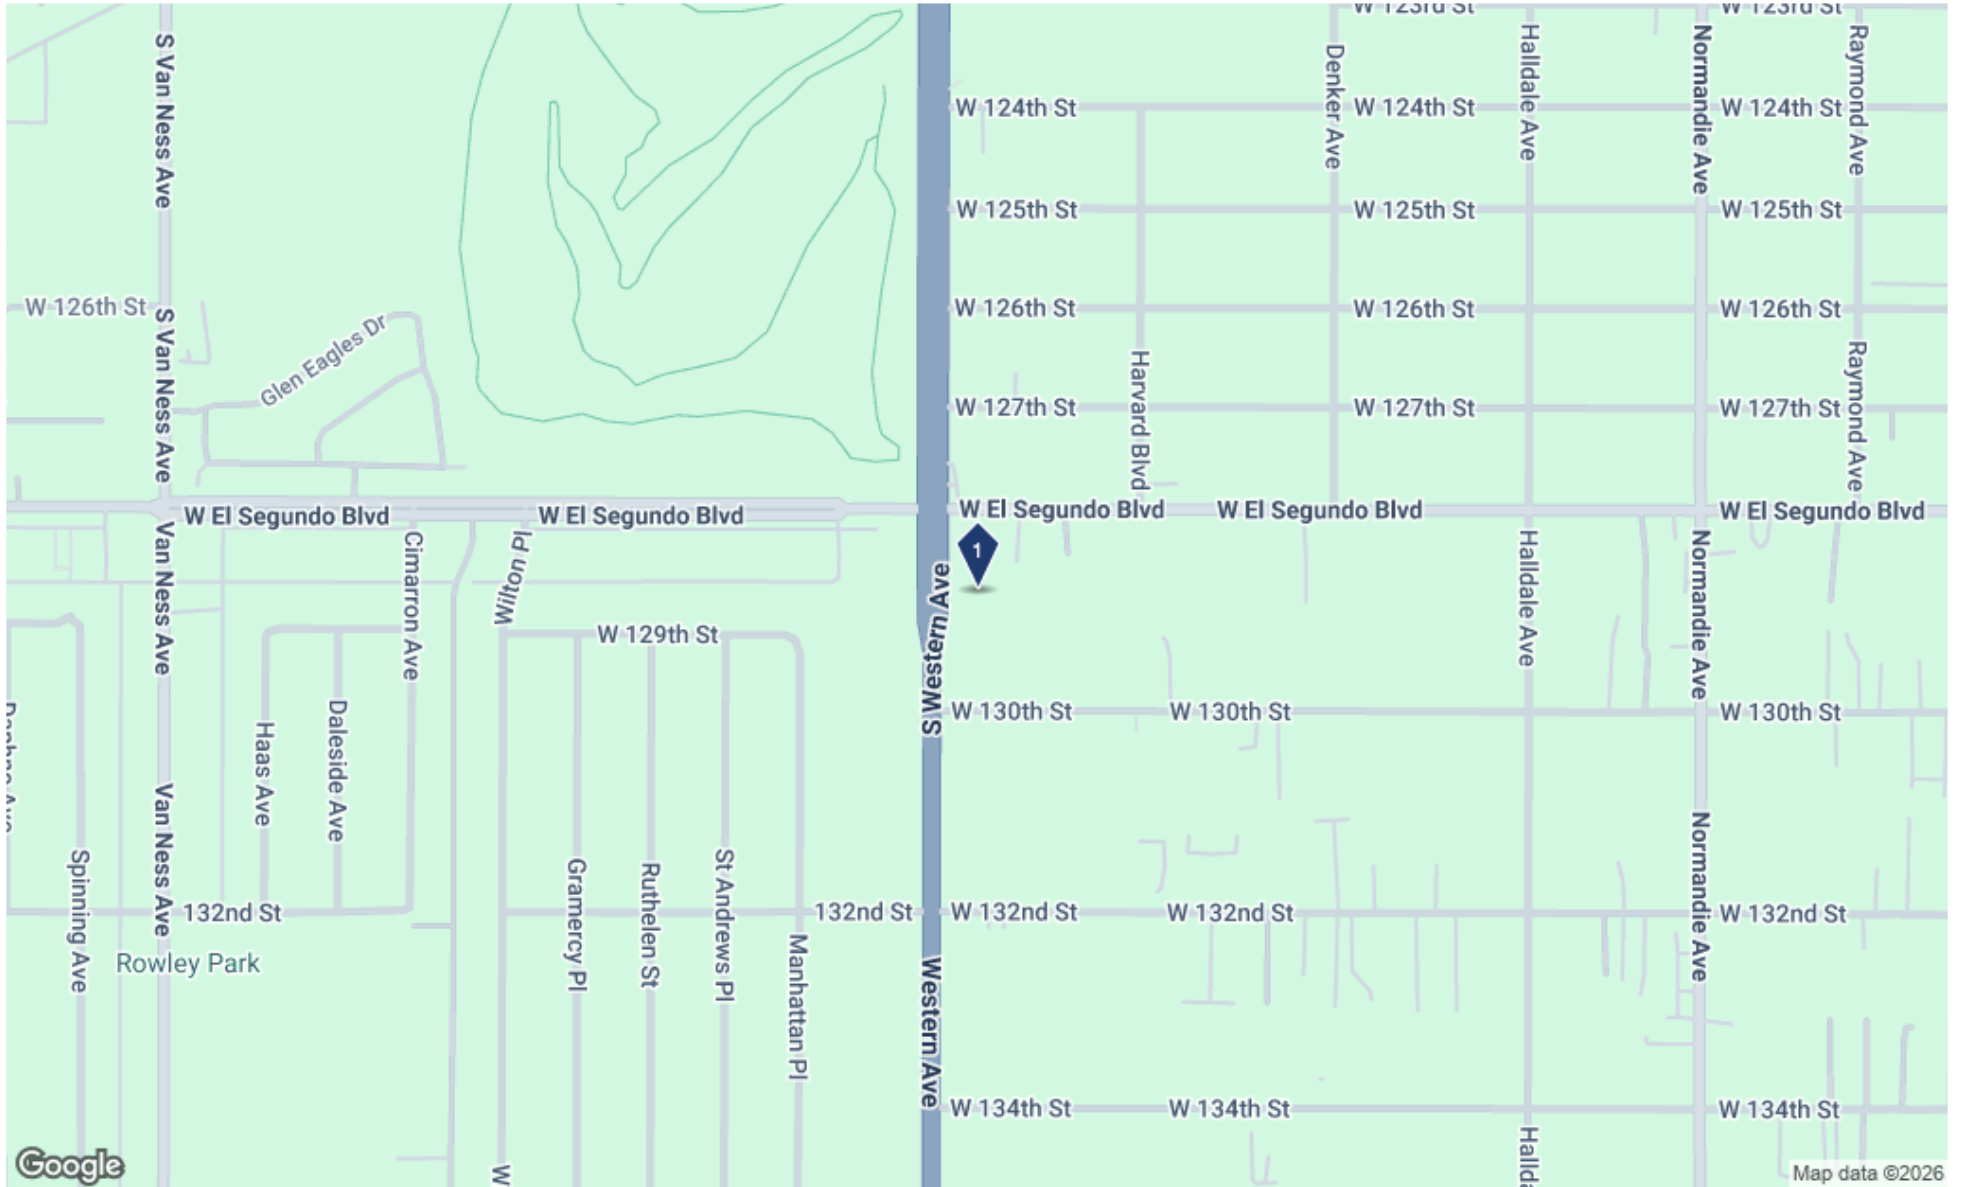 W 123rd St
W 123rd St
S Van Ness Ave
Denker Ave
Halldale Ave
Normandie Ave
Raymond Ave
W 124th St
W 124th St
W 124th St
W 125th St
W 125th St
W 125th St
W 126th St
S Van Ness Ave
Glen Eagles Dr
W 126th St
W 126th St
W 126th St
Harvard Blvd
Raymond Ave
W 127th St
W 127th St
W 127th St
W El Segundo Blvd
W El Segundo Blvd
W El Segundo Blvd
W El Segundo Blvd
W El Segundo Blvd
1
Van Ness Ave
Cimarron Ave
Wilton Pl
S Western Ave
Halldale Ave
Normandie Ave
W 129th St
W 130th St
W 130th St
W 130th St
Haas Ave
Daleside Ave
Van Ness Ave
Spinning Ave
Gramercy Pl
Ruthelen St
St Andrews Pl
Manhattan Pl
Normandie Ave
132nd St
132nd St
W 132nd St
W 132nd St
W 132nd St
Rowley Park
Western Ave
W 134th St
W 134th St
W 134th St
Hallda
W
Google
Map data ©2026